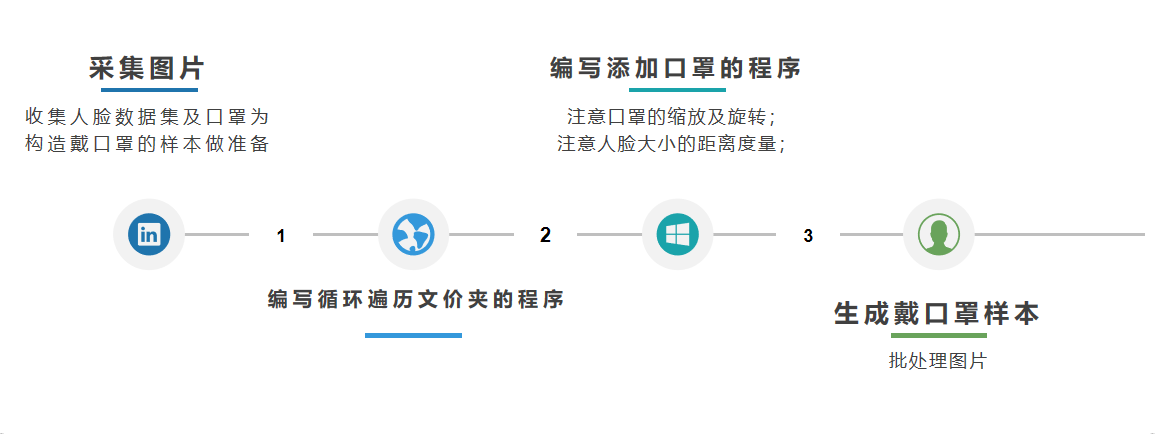 采集图片
收集人脸数据集及口罩为
构造戴口罩的样本做准备
编写添加口罩的程序
注意口罩的缩放及旋转；
注意人脸大小的距离度量；
in
1
2
3
编写循环遍历文价夹的程序
生成戴口罩样本
批处理图片